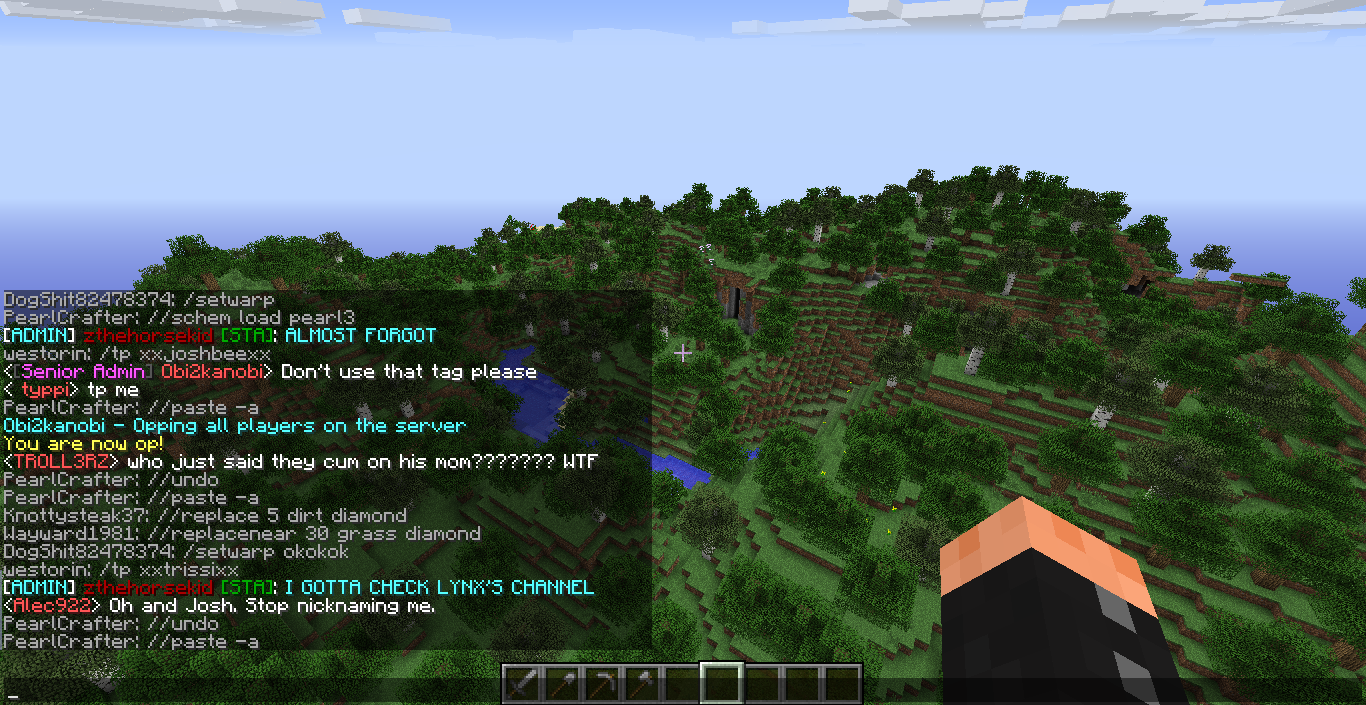 DogShit82478374: /setwarp
PearlCrafter: //schem load pearl3
[ADMIN] zthehorsekid [STA]: ALMOST FORGOT
westorin: /tp xxJoshbeexx
<[Senior Admin] Obi2kanobi> Don't use that tag please
< typpi> tp me
PearlCrafter: //paste -a
Obi2kanobi - Opping all players on the server
You are now op!
<TROLL3RZ> who just said they cum on his mom??????? WTF
PearlCrafter: //undo
PearlCrafter: //paste -a
Knottysteak37: //replace 5 dirt diamond
Wayward1981: //replacenear 30 grass diamond
DogShit82478374: /setwarp okokok
westorin: /tp xxtrissixx
[ADMIN] zthehorsekid [STA]: I GOTTA CHECK LYNX'S CHANNEL
<Alec922> Oh and Josh. Stop nicknaming me.
PearlCrafter: //undo
PearlCrafter: //paste -a
_